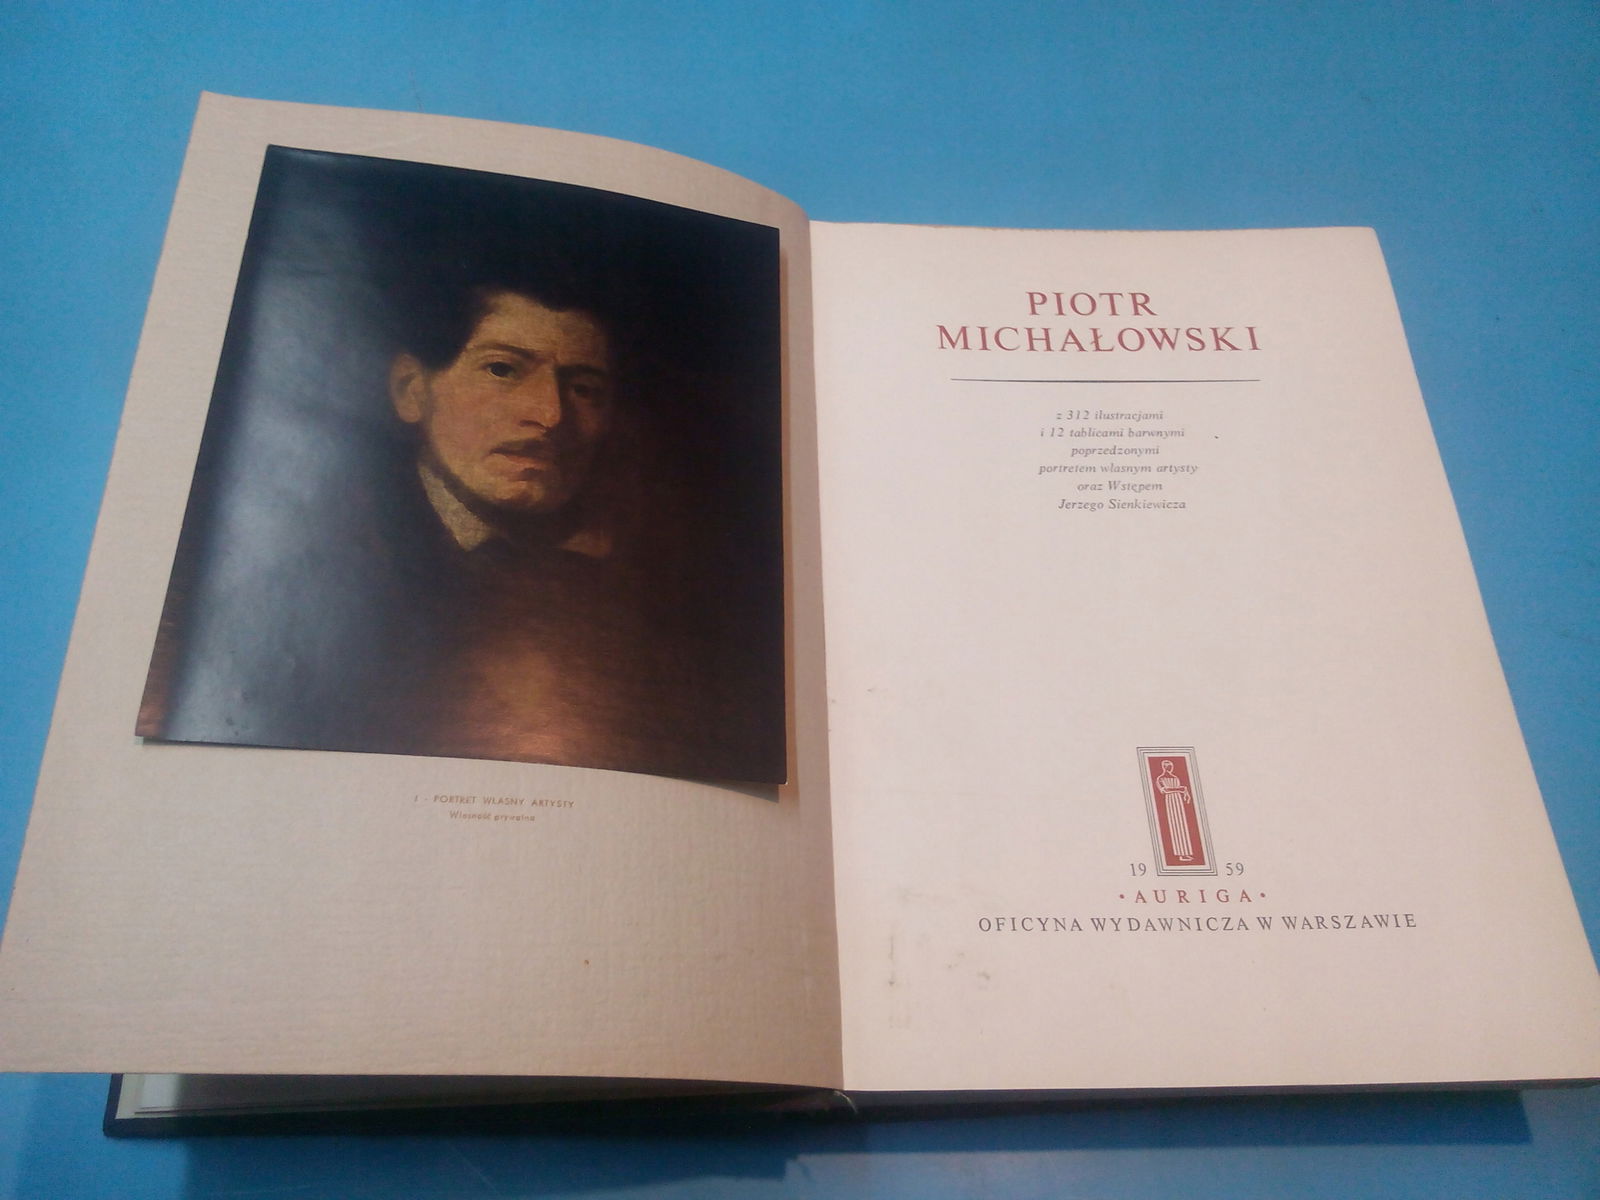 I - PORTRET WŁASNY ARTYSTY
Własność prywatna
PIOTR
MICHAŁOWSKI
z 312 ilustracjami
i 12 tablicami barwnymi
poprzedzonymi
portretem własnym artysty
oraz Wstępem
Jerzego Sienkiewicza
19 59
• AURIGA •
OFICYNA WYDAWNICZA W WARSZAWIE